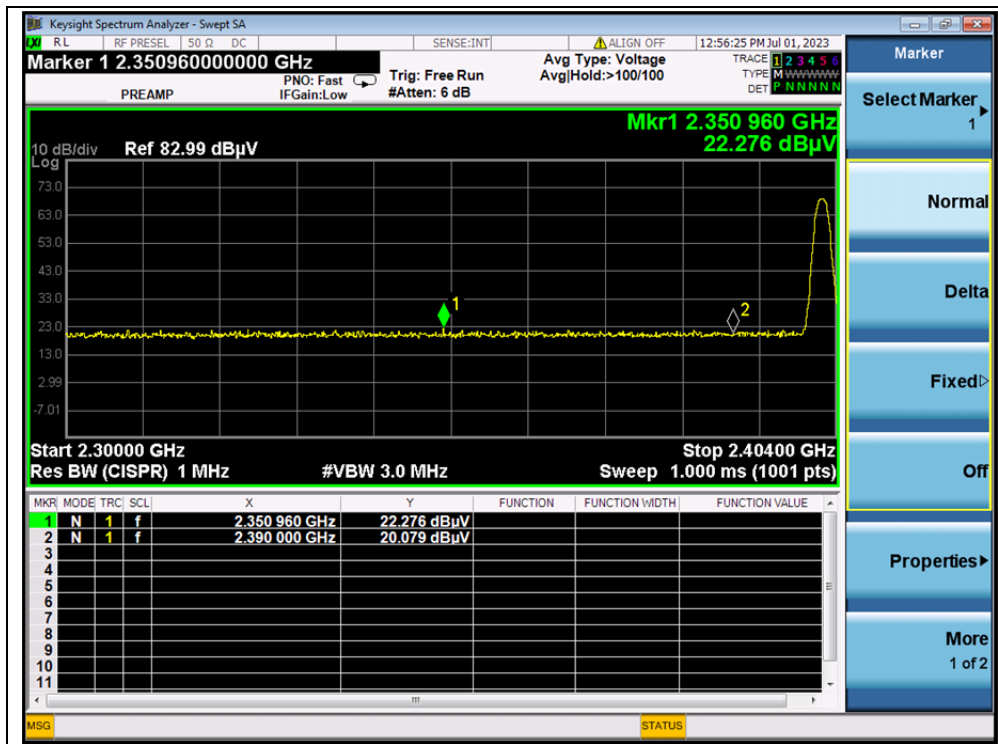 Keysight Spectrum Analyzer - Swept SA
LXI RL RF PRESEL 50 Ω DC SENSE:INT ALIGN OFF 12:56:25 PM Jul 01, 2023
Marker 1 2.350960000000 GHz
PREAMP
PNO: Fast
IFGain:Low
Trig: Free Run
#Atten: 6 dB
Avg Type: Voltage
Avg|Hold:>100/100
TRACE 1 2 3 4 5 6
TYPE M WWWWW
DET P N N N N N
Mkr1 2.350 960 GHz
22.276 dBµV
10 dB/div Ref 82.99 dBµV
Log
73.0
63.0
53.0
43.0
33.0
23.0
13.0
2.99
-7.01
1
2
Start 2.30000 GHz Stop 2.40400 GHz
Res BW (CISPR) 1 MHz #VBW 3.0 MHz Sweep 1.000 ms (1001 pts)
MKR MODE TRC SCL X Y FUNCTION FUNCTION WIDTH FUNCTION VALUE
1 N 1 f 2.350 960 GHz 22.276 dBµV
2 N 1 f 2.390 000 GHz 20.079 dBµV
3
4
5
6
7
8
9
10
11
MSG STATUS
Marker
Select Marker
1
Normal
Delta
Fixed
Off
Properties
More
1 of 2